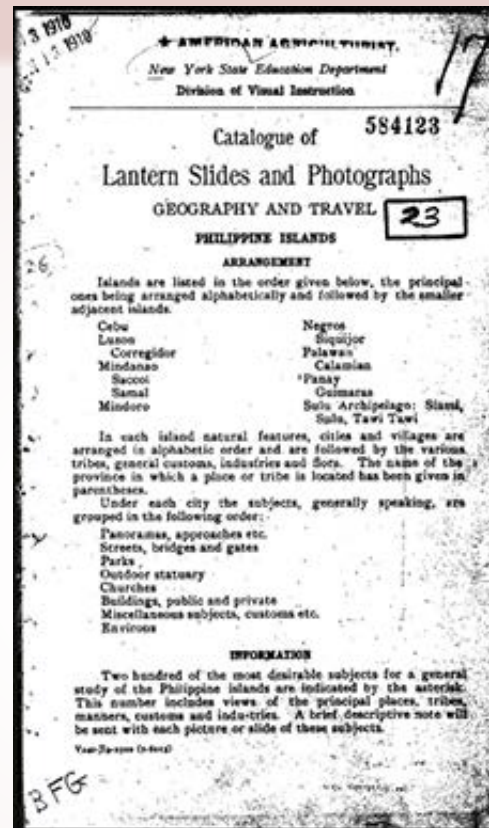 3 1910
13 1910
17
AMERICAN AGRICULTURIST.
New York State Education Department
Division of Visual Instruction
584123
Catalogue of
Lantern Slides and Photographs
GEOGRAPHY AND TRAVEL
23
PHILIPPINE ISLANDS
ARRANGEMENT
26
Islands are listed in the order given below, the principal
ones being arranged alphabetically and followed by the smaller
adjacent islands.
Cebu
Luzon
Corregidor
Mindanao
Saccol
Samal
Mindoro
Negros
Siquijor
Palawan
Calamian
Panay
Guimaras
Sulu Archipelago: Siassi,
Sulu, Tawi Tawi
In each island natural features, cities and villages are
arranged in alphabetic order and are followed by the various
tribes, general customs, industries and flora. The name of the
province in which a place or tribe is located has been given in
parentheses.
Under each city the subjects, generally speaking, are
grouped in the following order:
Panoramas, approaches etc.
Streets, bridges and gates
Parks
Outdoor statuary
Churches
Buildings, public and private
Miscellaneous subjects, customs etc.
Environs
INFORMATION
Two hundred of the most desirable subjects for a general
study of the Philippine islands are indicated by the asterisk.
This number includes views of the principal places, tribes,
manners, customs and indu-tries. A brief descriptive note will
be sent with each picture or slide of these subjects.
BFG